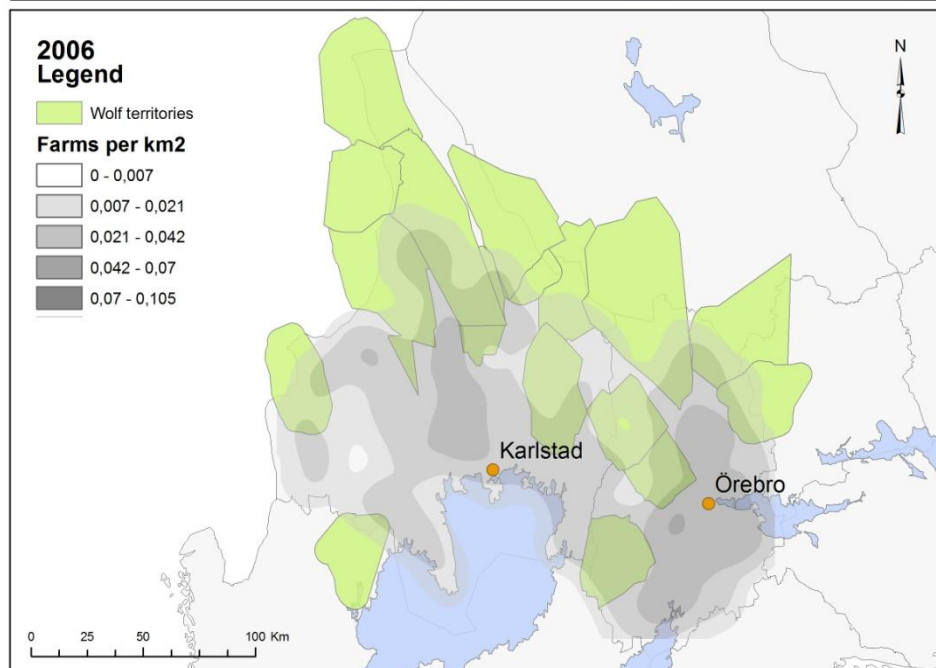 2006
Legend
Wolf territories
Farms per km2
0 - 0,007
0,007 - 0,021
0,021 - 0,042
0,042 - 0,07
0,07 - 0,105
N
Karlstad
Örebro
0 25 50 100 Km